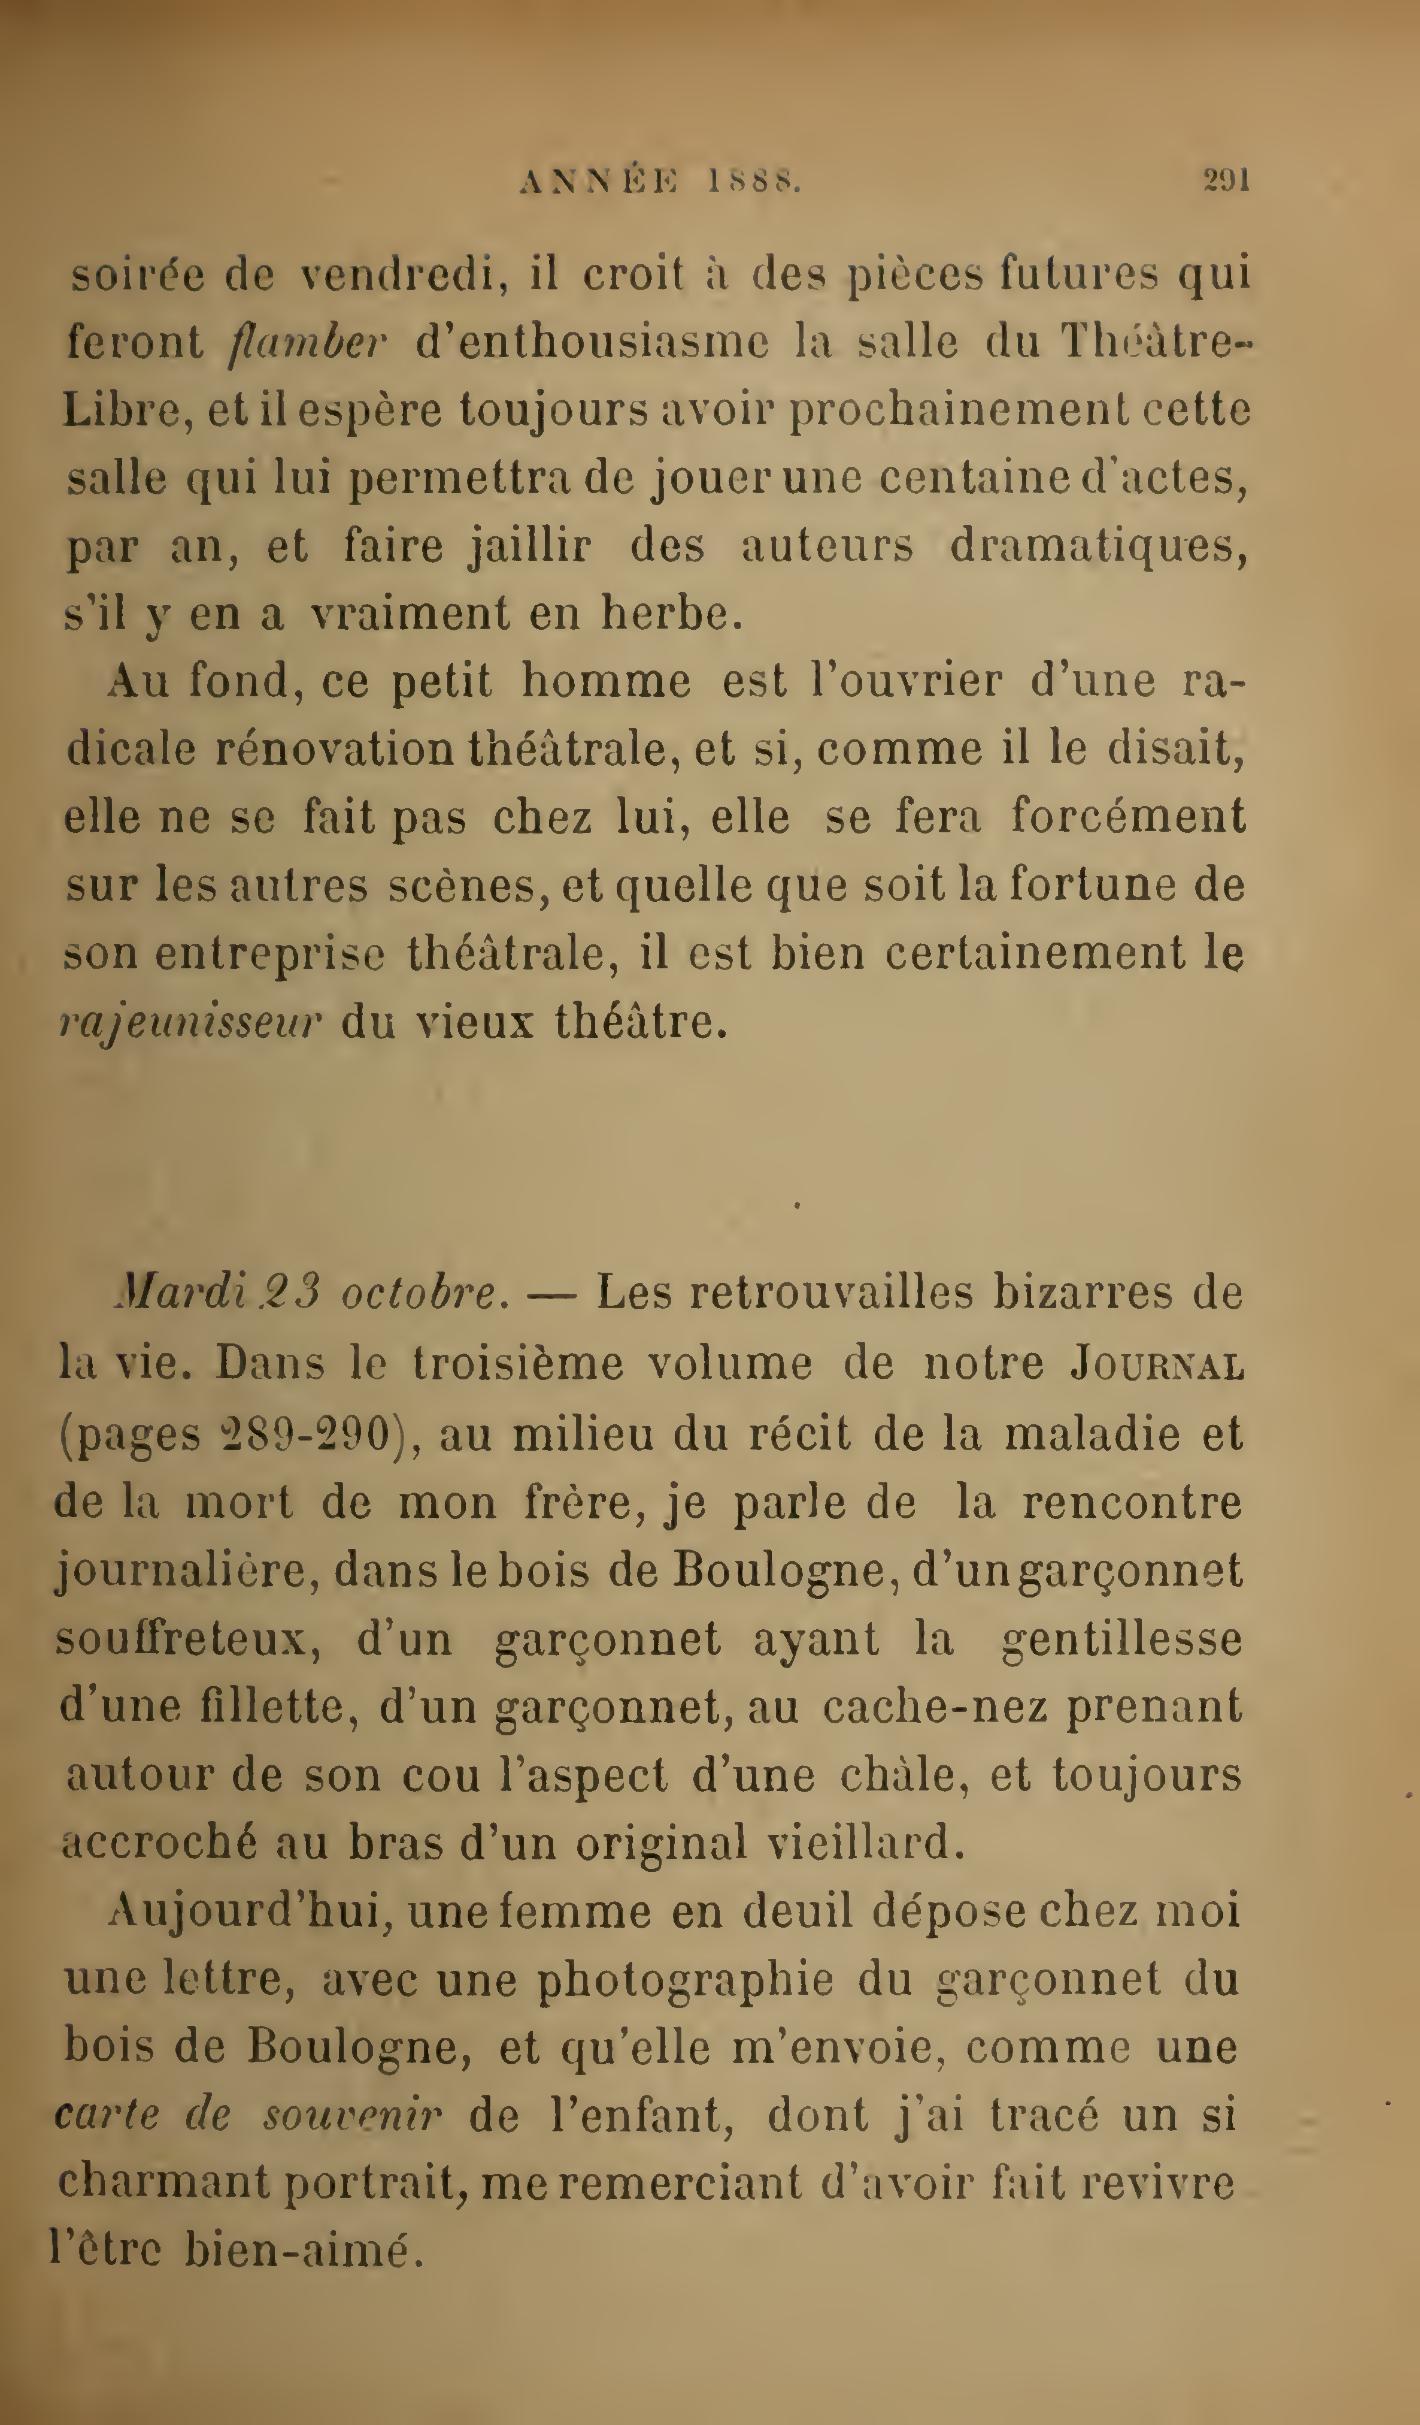 ANNÉE 1888. 291
soirée de vendredi, il croit à des pièces futures qui
feront flamber d'enthousiasme la salle du Théâtre-
Libre, et il espère toujours avoir prochainement cette
salle qui lui permettra de jouer une centaine d'actes,
par an, et faire jaillir des auteurs dramatiques,
s'il y en a vraiment en herbe.
Au fond, ce petit homme est l'ouvrier d'une ra-
dicale rénovation théâtrale, et si, comme il le disait,
elle ne se fait pas chez lui, elle se fera forcément
sur les autres scènes, et quelle que soit la fortune de
son entreprise théâtrale, il est bien certainement le
rajeunisseur du vieux théâtre.
Mardi 23 octobre. — Les retrouvailles bizarres de
la vie. Dans le troisième volume de notre JOURNAL
(pages 289-290), au milieu du récit de la maladie et
de la mort de mon frère, je parle de la rencontre
journalière, dans le bois de Boulogne, d'un garçonnet
souffreteux, d'un garçonnet ayant la gentillesse
d'une fillette, d'un garçonnet, au cache-nez prenant
autour de son cou l'aspect d'une châle, et toujours
accroché au bras d'un original vieillard.
Aujourd'hui, une femme en deuil dépose chez moi
une lettre, avec une photographie du garçonnet du
bois de Boulogne, et qu'elle m'envoie, comme une
carte de souvenir de l'enfant, dont j'ai tracé un si
charmant portrait, me remerciant d'avoir fait revivre
l'être bien-aimé.